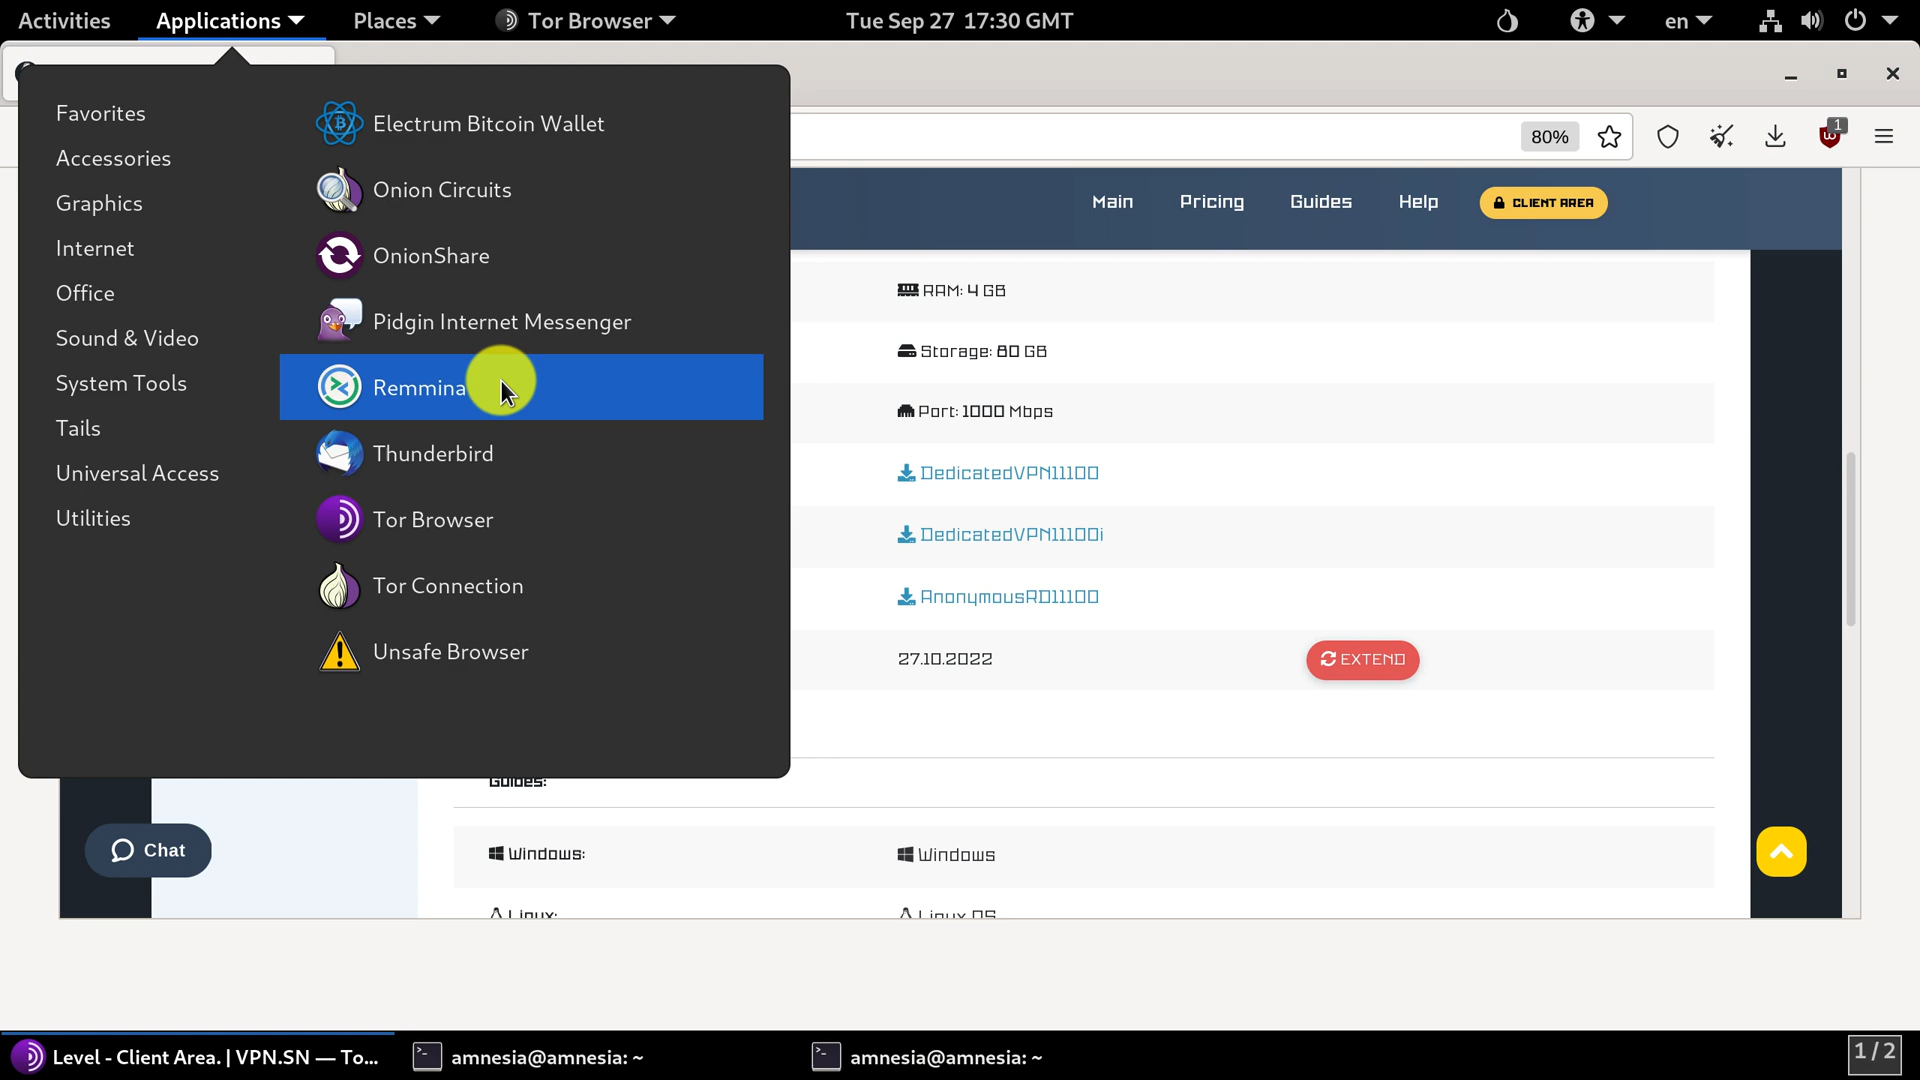 Activities
Applications
Places
Tor Browser
Tue Sep 27 17:30 GMT
en
Favorites
Accessories
Graphics
Internet
Office
Sound & Video
System Tools
Tails
Universal Access
Utilities
Electrum Bitcoin Wallet
Onion Circuits
OnionShare
Pidgin Internet Messenger
Remmina
Thunderbird
Tor Browser
Tor Connection
Unsafe Browser
80%
1
Main
Pricing
Guides
Help
CLIENT AREA
RAM: 4 GB
Storage: 80 GB
Port: 1000 Mbps
DedicatedVPN11100
DedicatedVPN11100i
AnonymousRD11100
27.10.2022
EXTEND
Guides:
Windows:
Windows
Linux:
Linux OS
Chat
Level - Client Area. | VPN.SN — To...
amnesia@amnesia: ~
amnesia@amnesia: ~
1 / 2